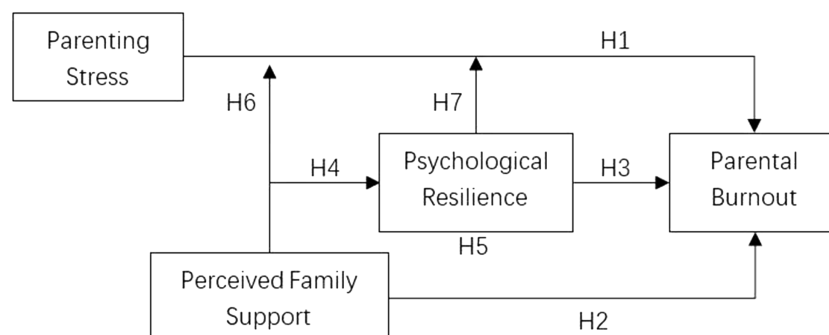 Parenting
Stress
H1
H6
H7
H4
Psychological
Resilience
H3
Parental
Burnout
H5
Perceived Family
Support
H2